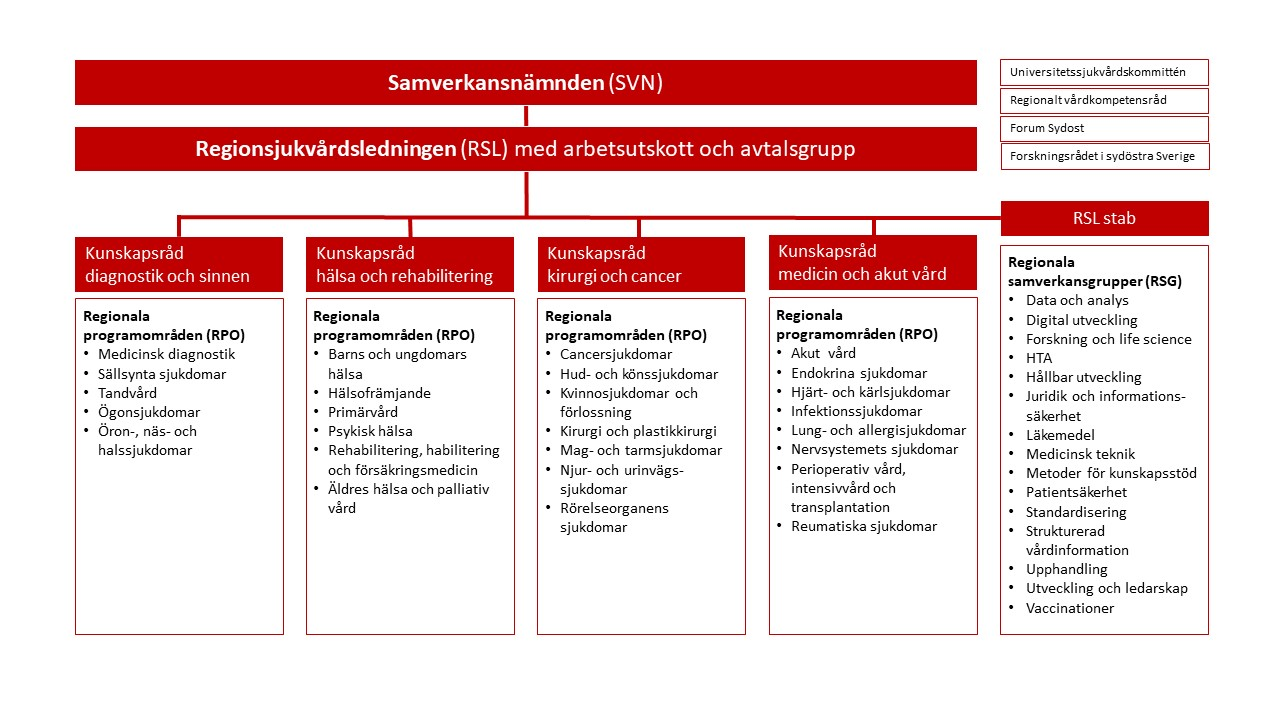 Samverkansnämnden (SVN)
Regionsjukvårdsledningen (RSL) med arbetsutskott och avtalsgrupp
Universitetssjukvårdskommittén
Regionalt vårdkompetensråd
Forum Sydost
Forskningsrådet i sydöstra Sverige
Kunskapsråd
diagnostik och sinnen
Regionala
programområden (RPO)
• Medicinsk diagnostik
• Sällsynta sjukdomar
• Tandvård
• Ögonsjukdomar
• Öron-, näs- och
halssjukdomar
Kunskapsråd
hälsa och rehabilitering
Regionala
programområden (RPO)
• Barns och ungdomars
hälsa
• Hälsofrämjande
• Primärvård
• Psykisk hälsa
• Rehabilitering, habilitering
och försäkringsmedicin
• Äldres hälsa och palliativ
vård
Kunskapsråd
kirurgi och cancer
Regionala
programområden (RPO)
• Cancersjukdomar
• Hud- och könssjukdomar
• Kvinnosjukdomar och
förlossning
• Kirurgi och plastikkirurgi
• Mag- och tarmsjukdomar
• Njur- och urinvägs-
sjukdomar
• Rörelseorganens
sjukdomar
Kunskapsråd
medicin och akut vård
Regionala
programområden (RPO)
• Akut vård
• Endokrina sjukdomar
• Hjärt- och kärlsjukdomar
• Infektionssjukdomar
• Lung- och allergisjukdomar
• Nervsystemets sjukdomar
• Perioperativ vård,
intensivvård och
transplantation
• Reumatiska sjukdomar
RSL stab
Regionala
samverkansgrupper (RSG)
• Data och analys
• Digital utveckling
• Forskning och life science
• HTA
• Hållbar utveckling
• Juridik och informations-
säkerhet
• Läkemedel
• Medicinsk teknik
• Metoder för kunskapsstöd
• Patientsäkerhet
• Standardisering
• Strukturerad
vårdinformation
• Upphandling
• Utveckling och ledarskap
• Vaccinationer